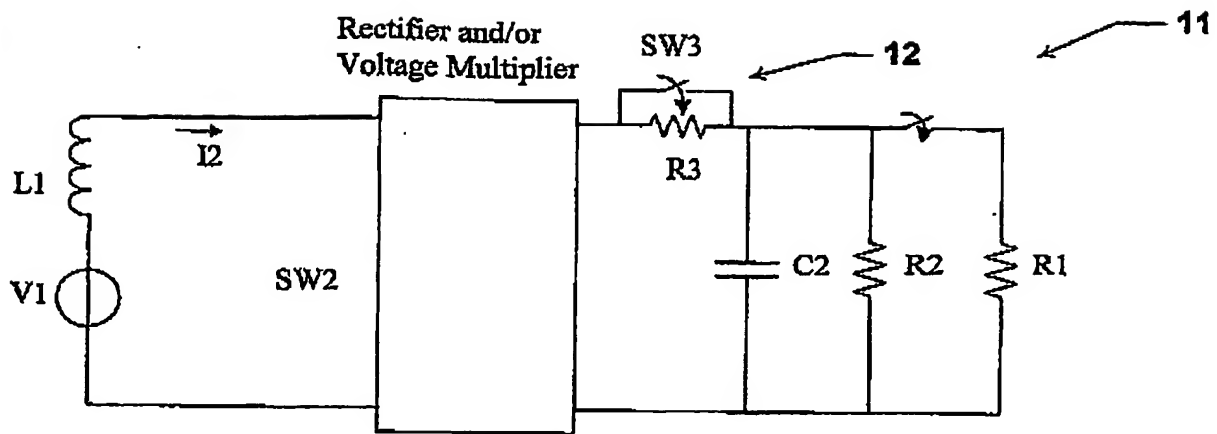 Rectifier and/or
Voltage Multiplier
SW3
12
11
I2
R3
L1
V1
SW2
C2
R2
R1